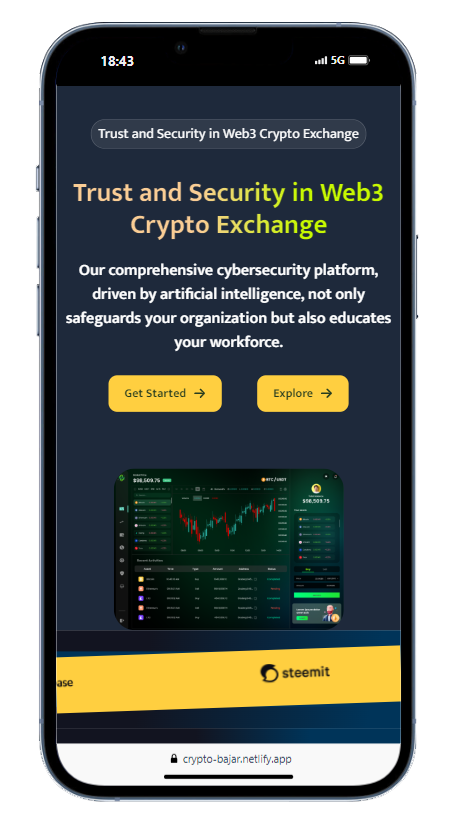 18:43
5G
Trust and Security in Web3 Crypto Exchange
Trust and Security in Web3
Crypto Exchange
Our comprehensive cybersecurity platform,
driven by artificial intelligence, not only
safeguards your organization but also educates
your workforce.
Get Started → Explore →
$98,509.75
BTC/USDT
$98,509.75
ase
steemit
crypto-bajar.netlify.app